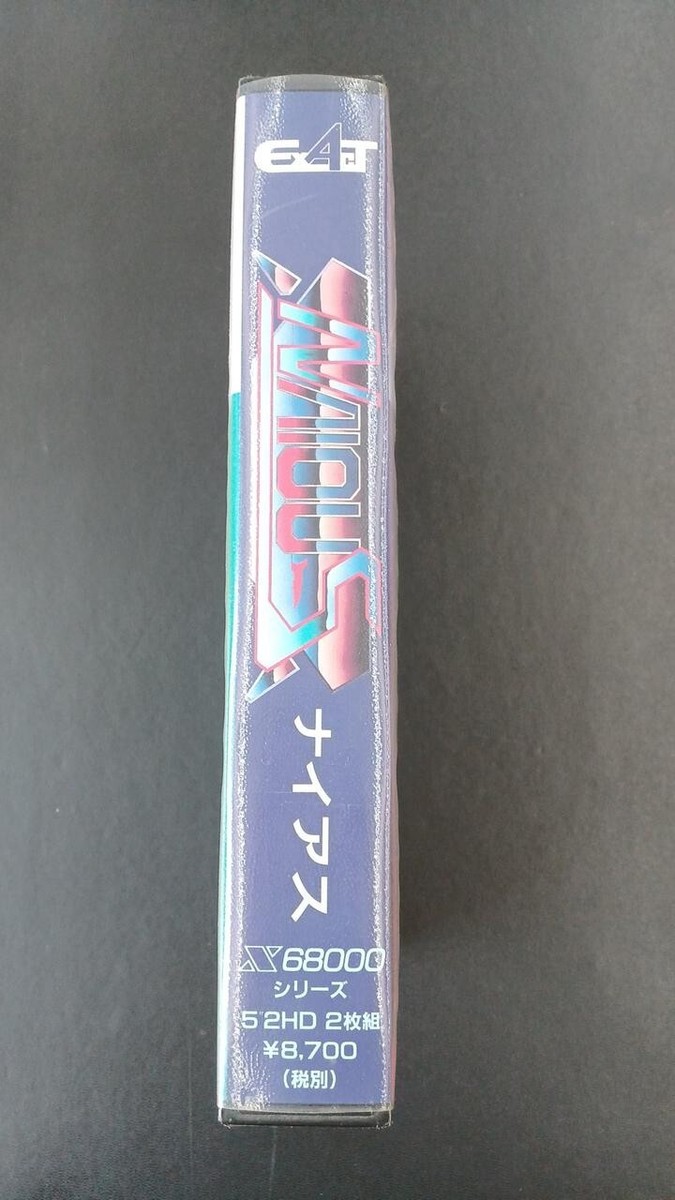 EXACT
NAIOUS
ナイアス
X68000
シリーズ
5"2HD 2枚組
¥8,700
(税別)